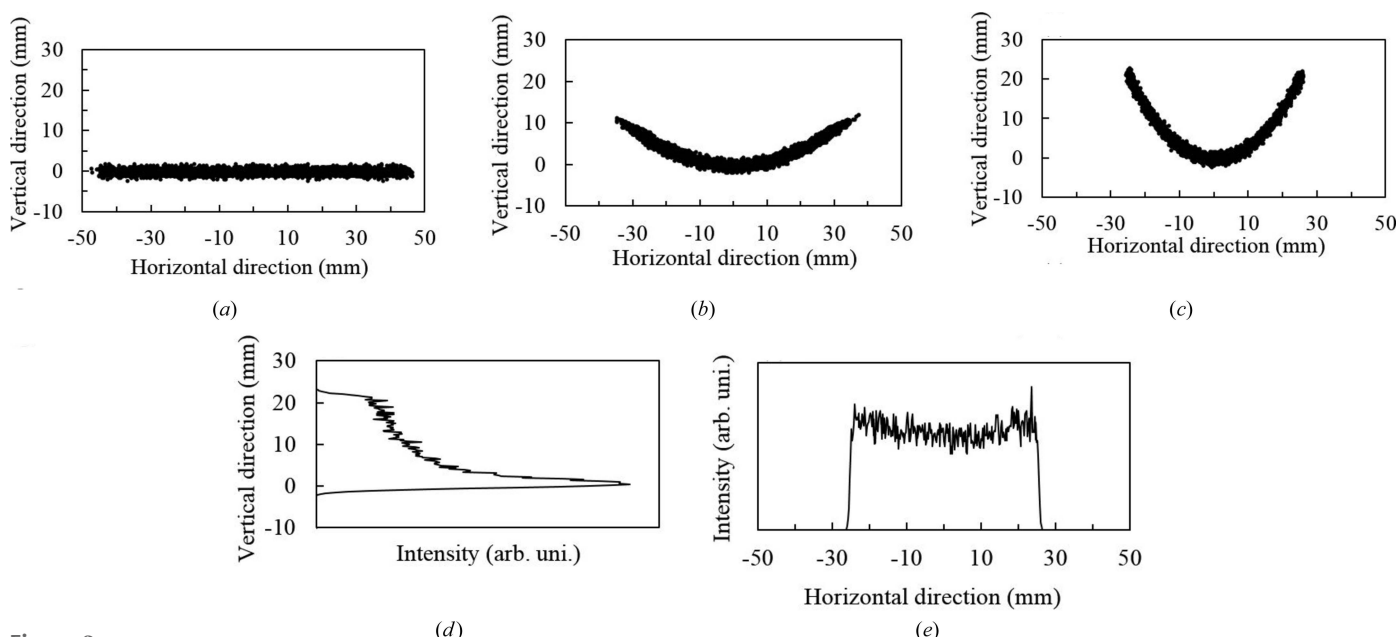 Vertical direction (mm)
30
20
10
0
-10
-50 -30 -10 10 30 50
Horizontal direction (mm)
(a)
Vertical direction (mm)
30
20
10
0
-10
-50 -30 -10 10 30 50
Horizontal direction (mm)
(b)
Vertical direction (mm)
30
20
10
0
-10
-50 -30 -10 10 30 50
Horizontal direction (mm)
(c)
Vertical direction (mm)
30
20
10
0
-10
Intensity (arb. uni.)
(d)
Intensity (arb. uni.)
-50 -30 -10 10 30 50
Horizontal direction (mm)
(e)